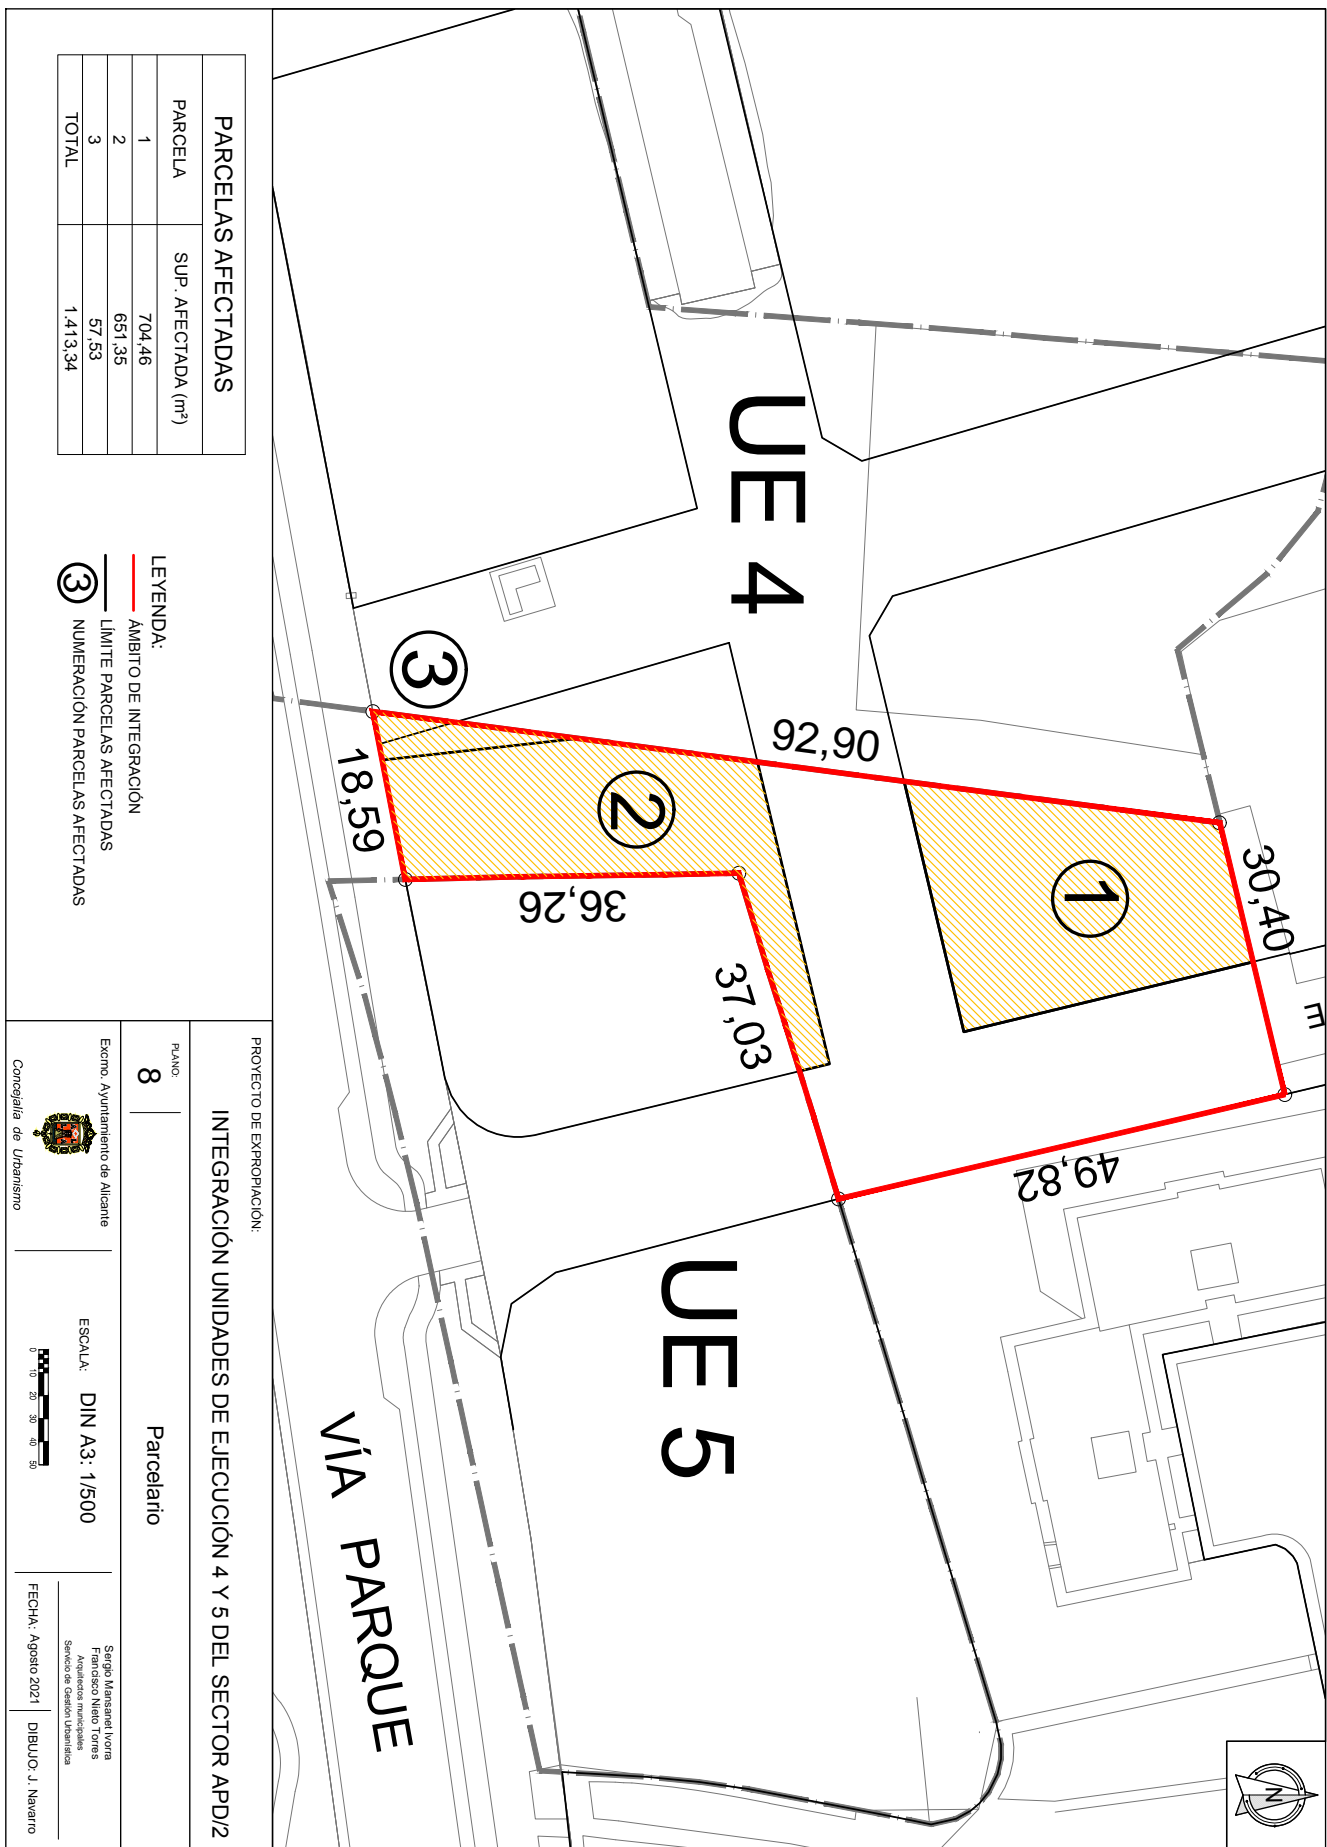 UE 4
UE 5
VÍA PARQUE
1
2
3
92,90
30,40
49,82
37,03
36,26
18,59
E
N
PARCELAS AFECTADAS
PARCELA SUP. AFECTADA (m²)
1 704,46
2 651,35
3 57,53
TOTAL 1.413,34
LEYENDA:
ÁMBITO DE INTEGRACIÓN
LÍMITE PARCELAS AFECTADAS
3 NUMERACIÓN PARCELAS AFECTADAS
PROYECTO DE EXPROPIACIÓN:
INTEGRACIÓN UNIDADES DE EJECUCIÓN 4 Y 5 DEL SECTOR APD/2
PLANO:
8
Parcelario
Excmo. Ayuntamiento de Alicante
Concejalía de Urbanismo
ESCALA: DIN A3: 1/500
0 10 20 30 40 50
Sergio Mansanet Ivorra
Francisco Nieto Torres
Arquitectos municipales
Servicio de Gestión Urbanística
FECHA: Agosto 2021
DIBUJO: J. Navarro